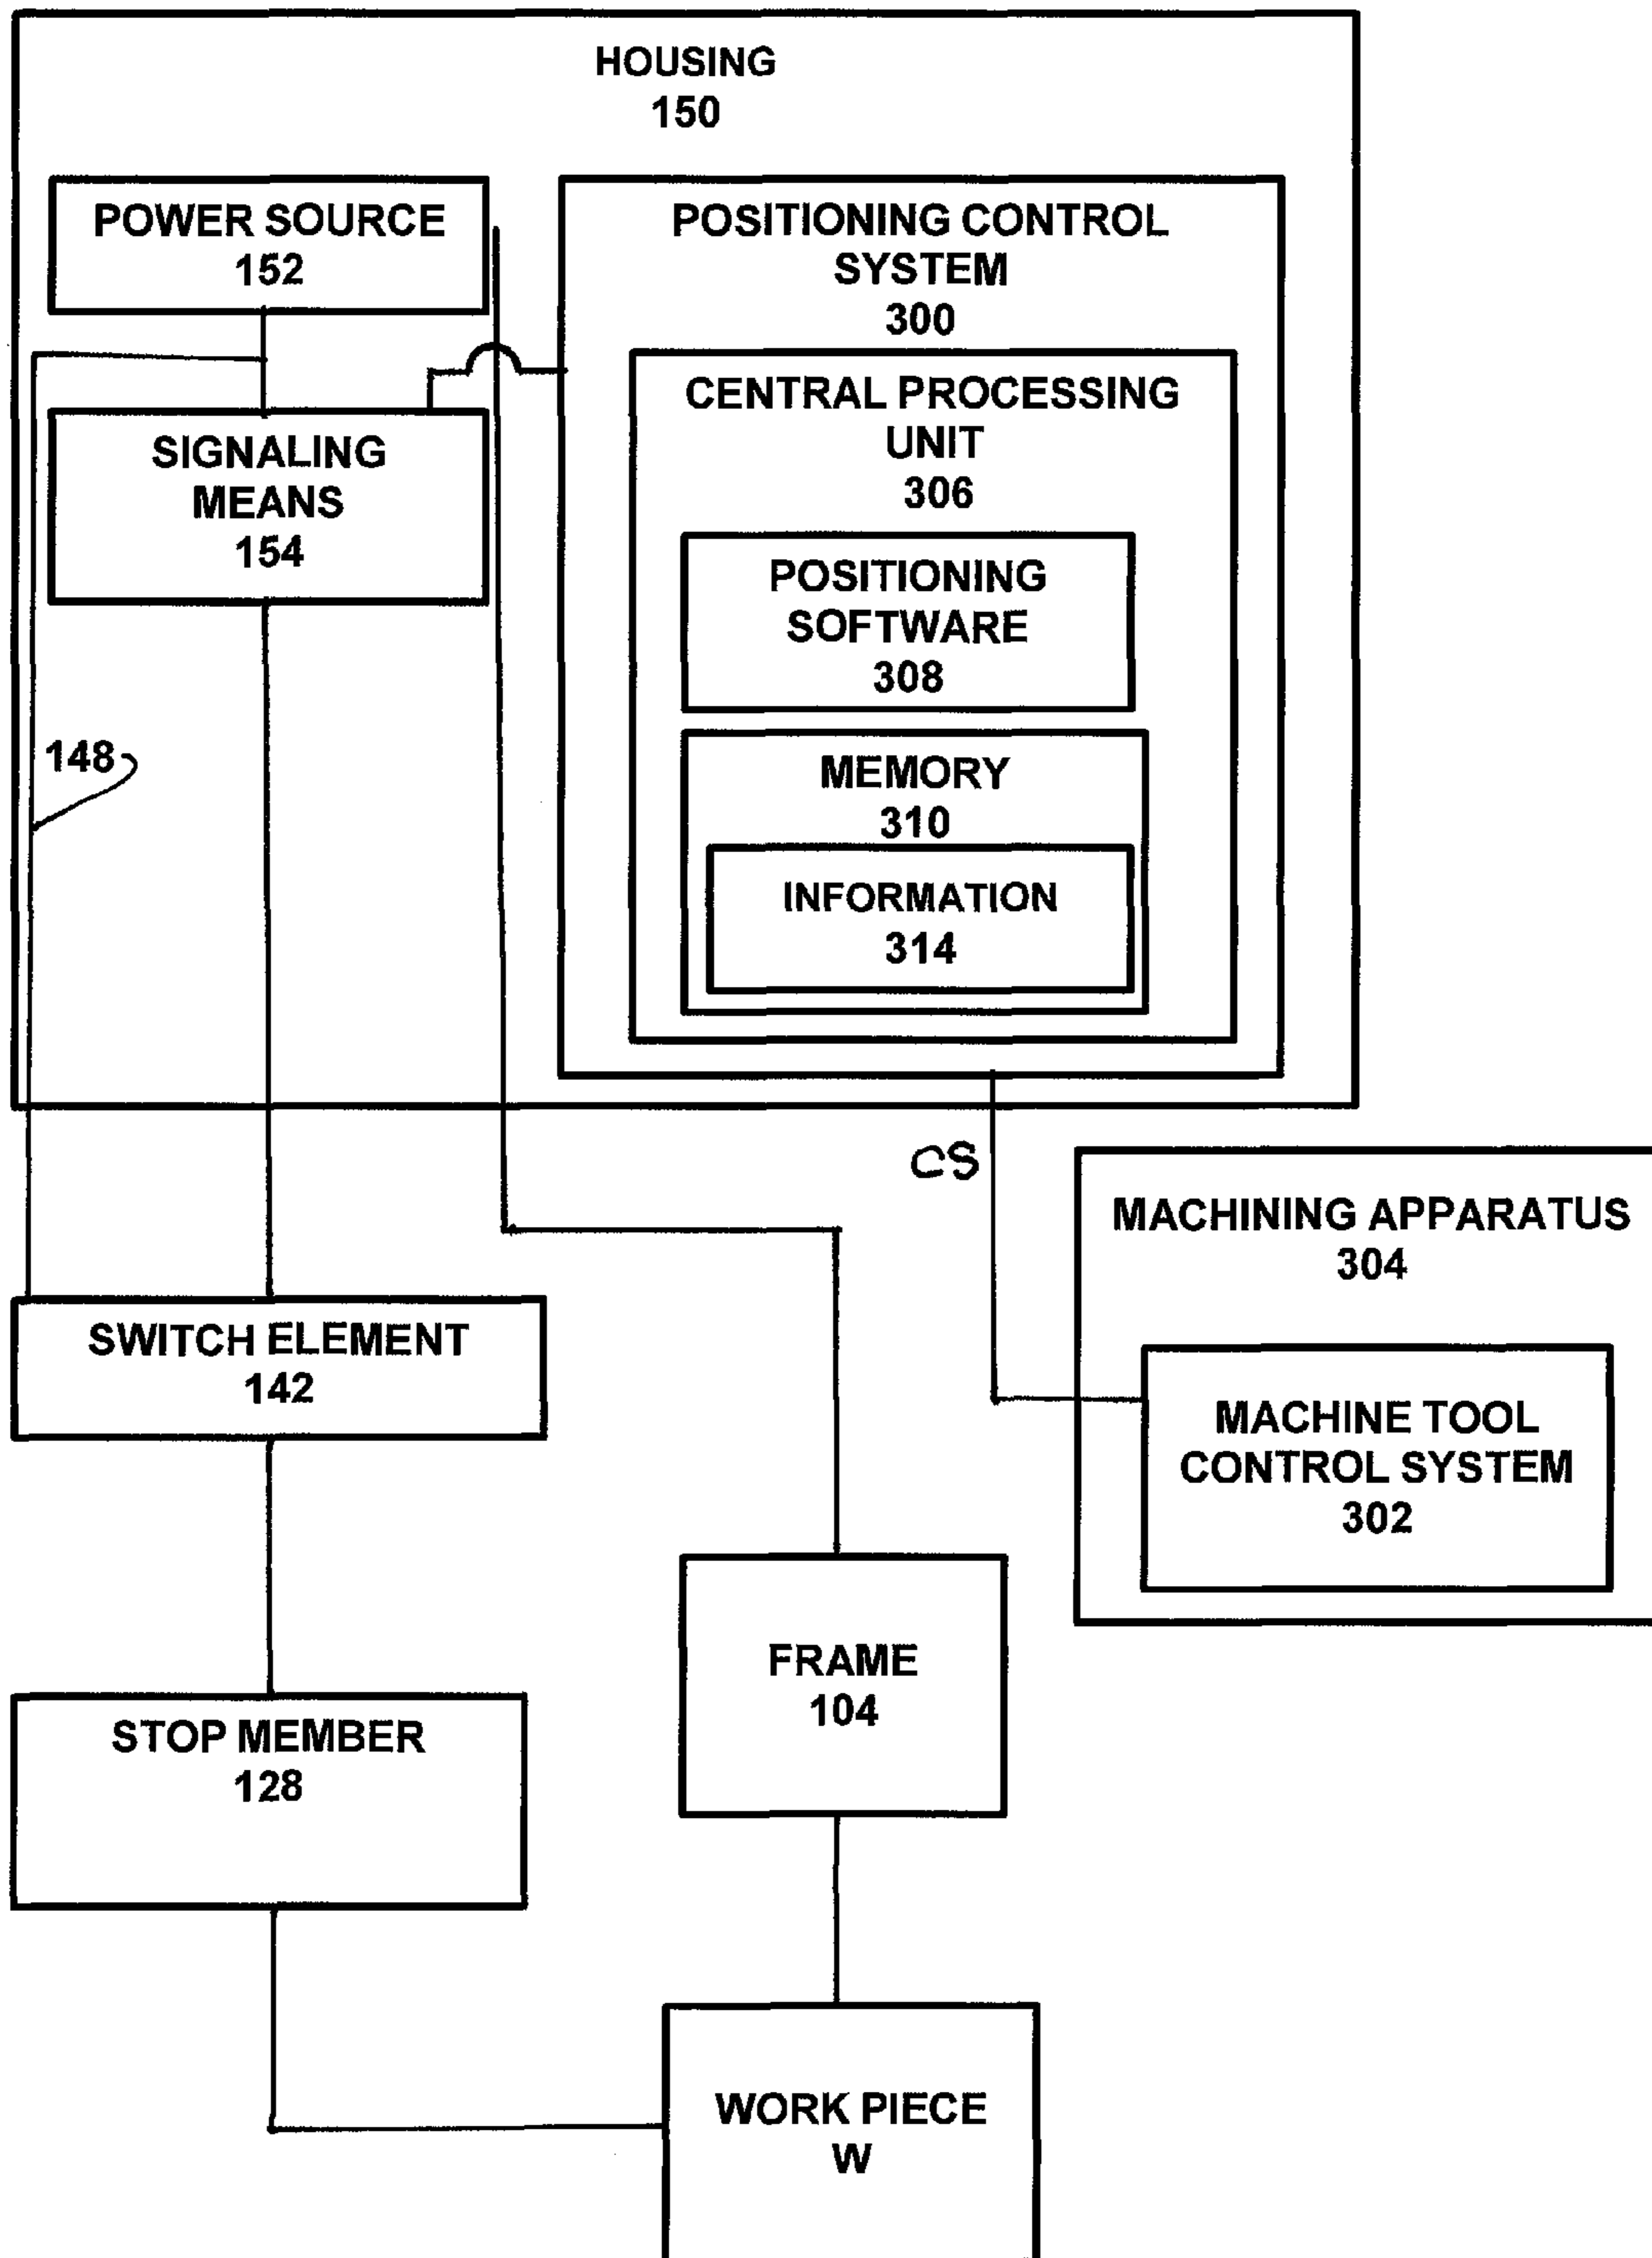 HOUSING
150
POWER SOURCE
152
SIGNALING
MEANS
154
POSITIONING CONTROL
SYSTEM
300
CENTRAL PROCESSING
UNIT
306
POSITIONING
SOFTWARE
308
MEMORY
310
INFORMATION
314
148
CS
MACHINING APPARATUS
304
MACHINE TOOL
CONTROL SYSTEM
302
SWITCH ELEMENT
142
FRAME
104
STOP MEMBER
128
WORK PIECE
W